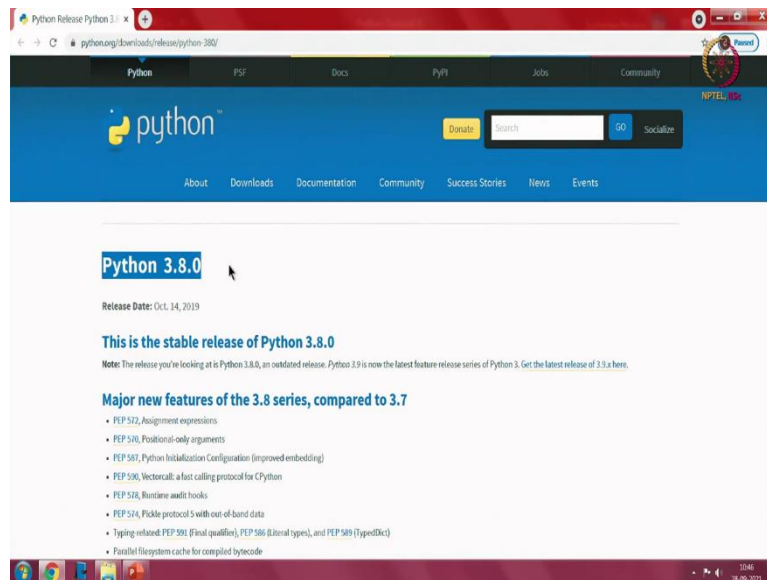 Python Release Python 3.8
python.org/downloads/release/python-380/
Paused
Python PSF Docs PyPI Jobs Community
NPTEL, IISc
python™
Donate Search GO Socialize
About Downloads Documentation Community Success Stories News Events
Python 3.8.0
Release Date: Oct. 14, 2019
This is the stable release of Python 3.8.0
Note: The release you're looking at is Python 3.8.0, an outdated release. Python 3.9 is now the latest feature release series of Python 3. Get the latest release of 3.9.x here.
Major new features of the 3.8 series, compared to 3.7
• PEP 572, Assignment expressions
• PEP 570, Positional-only arguments
• PEP 587, Python Initialization Configuration (improved embedding)
• PEP 590, Vectorcall: a fast calling protocol for CPython
• PEP 578, Runtime audit hooks
• PEP 574, Pickle protocol 5 with out-of-band data
• Typing-related: PEP 591 (Final qualifier), PEP 586 (Literal types), and PEP 589 (TypedDict)
• Parallel filesystem cache for compiled bytecode
10:46
28-09-2021